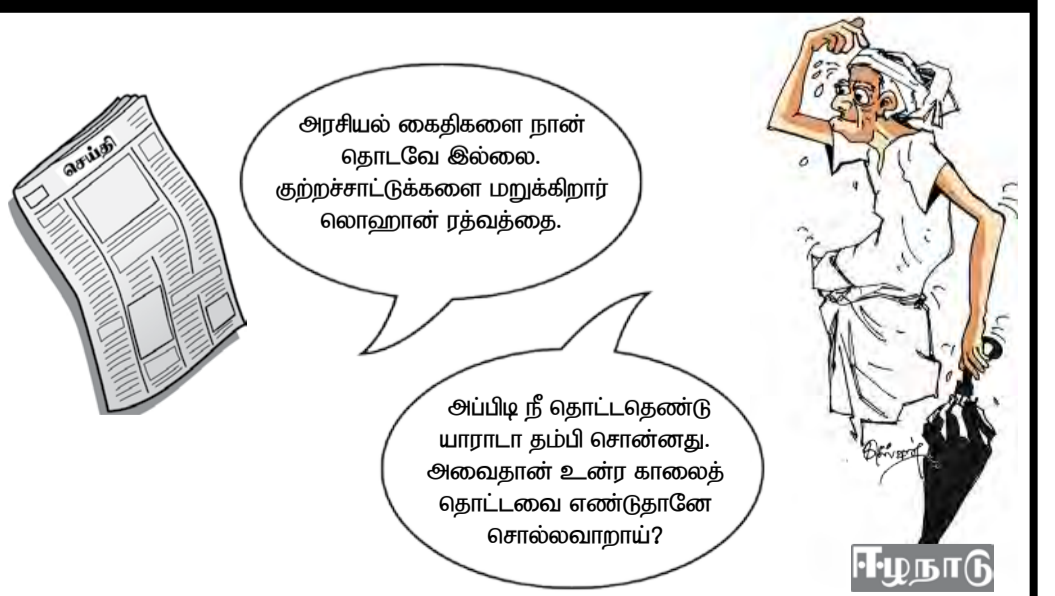 செய்தி
அரசியல் கைதிகளை நான்
தொடவே இல்லை.
குற்றச்சாட்டுக்களை மறுக்கிறார்
லொஹான் ரத்வத்தை.
அப்பிடி நீ தொட்டதெண்டு
யாராடா தம்பி சொன்னது.
அவைதான் உன்ர காலைத்
தொட்டவை எண்டுதானே
சொல்லவாறாய்?
ஈழநாடு